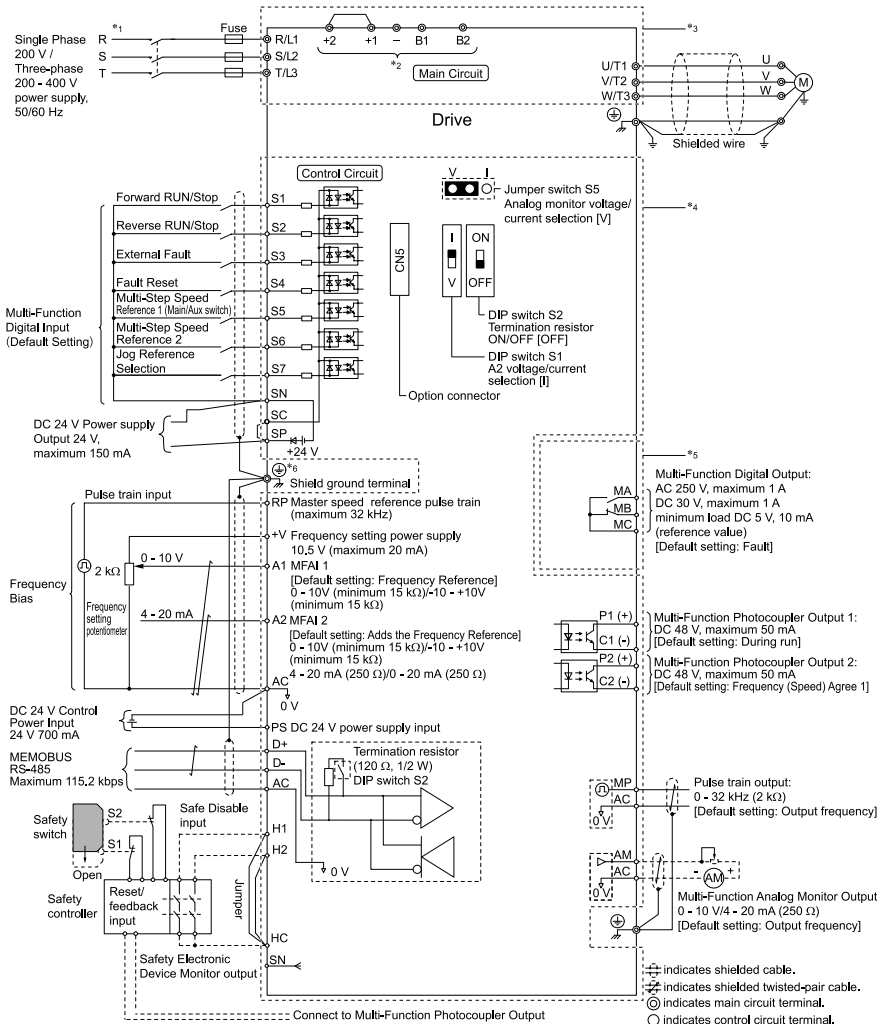 *1
Fuse
Single Phase
200 V /
Three-phase
200 - 400 V
power supply,
50/60 Hz
R
S
T
R/L1
S/L2
T/L3
+2 +1 − B1 B2
*2
Main Circuit
*3
U/T1
V/T2
W/T3
U
V
W
M
Drive
Shielded wire
Control Circuit
V I
Jumper switch S5
Analog monitor voltage/
current selection [V]
*4
Multi-Function
Digital Input
(Default Setting)
Forward RUN/Stop
S1
Reverse RUN/Stop
S2
External Fault
S3
Fault Reset
S4
Multi-Step Speed
Reference 1 (Main/Aux switch)
S5
Multi-Step Speed
Reference 2
S6
Jog Reference
Selection
S7
CN5
I
V
ON
OFF
DIP switch S2
Termination resistor
ON/OFF [OFF]
DIP switch S1
A2 voltage/current
selection [I]
Option connector
SN
SC
SP
+24 V
DC 24 V Power supply
Output 24 V,
maximum 150 mA
*6
Shield ground terminal
*5
MA
MB
MC
Multi-Function Digital Output:
AC 250 V, maximum 1 A
DC 30 V, maximum 1 A
minimum load DC 5 V, 10 mA
(reference value)
[Default setting: Fault]
Pulse train input
RP Master speed reference pulse train
(maximum 32 kHz)
+V Frequency setting power supply
10.5 V (maximum 20 mA)
Frequency
Bias
2 kΩ
0 - 10 V
Frequency
setting
potentiometer
A1 MFAI 1
[Default setting: Frequency Reference]
0 - 10V (minimum 15 kΩ)/-10 - +10V
(minimum 15 kΩ)
4 - 20 mA
A2 MFAI 2
[Default setting: Adds the Frequency Reference]
0 - 10V (minimum 15 kΩ)/-10 - +10V
(minimum 15 kΩ)
4 - 20 mA (250 Ω)/0 - 20 mA (250 Ω)
AC
0 V
P1 (+)
C1 (-)
Multi-Function Photocoupler Output 1:
DC 48 V, maximum 50 mA
[Default setting: During run]
P2 (+)
C2 (-)
Multi-Function Photocoupler Output 2:
DC 48 V, maximum 50 mA
[Default setting: Frequency (Speed) Agree 1]
DC 24 V Control
Power Input
24 V 700 mA
PS DC 24 V power supply input
MEMOBUS
RS-485
Maximum 115.2 kbps
D+
D-
AC
Termination resistor
(120 Ω, 1/2 W)
DIP switch S2
0 V
MP
AC
0 V
Pulse train output:
0 - 32 kHz (2 kΩ)
[Default setting: Output frequency]
Safety
switch
S2
S1
Open
Safe Disable
input
H1
H2
Jumper
HC
SN
Safety
controller
Reset/
feedback
input
Safety Electronic
Device Monitor output
AM
AC
0 V
- AM +
Multi-Function Analog Monitor Output
0 - 10 V/4 - 20 mA (250 Ω)
[Default setting: Output frequency]
Connect to Multi-Function Photocoupler Output
indicates shielded cable.
indicates shielded twisted-pair cable.
indicates main circuit terminal.
indicates control circuit terminal.